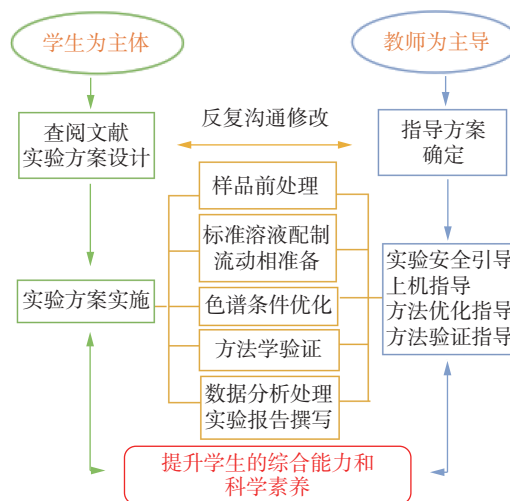 学生为主体
教师为主导
查阅文献
实验方案设计
反复沟通修改
指导方案
确定
样品前处理
标准溶液配制
流动相准备
实验方案实施
色谱条件优化
实验安全引导
上机指导
方法优化指导
方法验证指导
方法学验证
数据分析处理
实验报告撰写
提升学生的综合能力和
科学素养